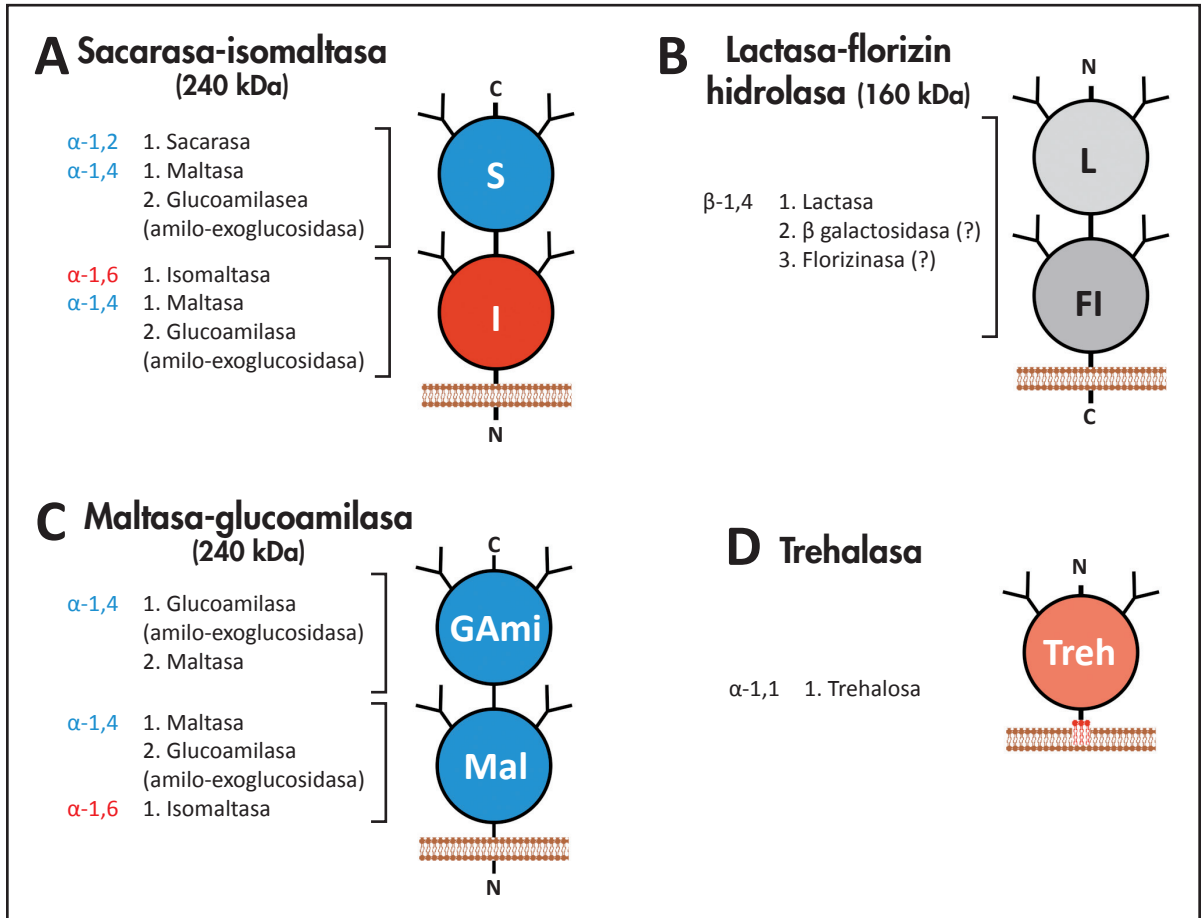 A Sacarasa-isomaltasa
(240 kDa)
C
α-1,2 1. Sacarasa
α-1,4 1. Maltasa
2. Glucoamilasea
(amilo-exoglucosidasa)
S
α-1,6 1. Isomaltasa
α-1,4 1. Maltasa
2. Glucoamilasa
(amilo-exoglucosidasa)
I
N
B Lactasa-florizin
hidrolasa (160 kDa)
N
β-1,4 1. Lactasa
2. β galactosidasa (?)
3. Florizinasa (?)
L
FI
C
C Maltasa-glucoamilasa
(240 kDa)
C
α-1,4 1. Glucoamilasa
(amilo-exoglucosidasa)
2. Maltasa
GAmi
α-1,4 1. Maltasa
2. Glucoamilasa
(amilo-exoglucosidasa)
α-1,6 1. Isomaltasa
Mal
N
D Trehalasa
N
α-1,1 1. Trehalosa
Treh